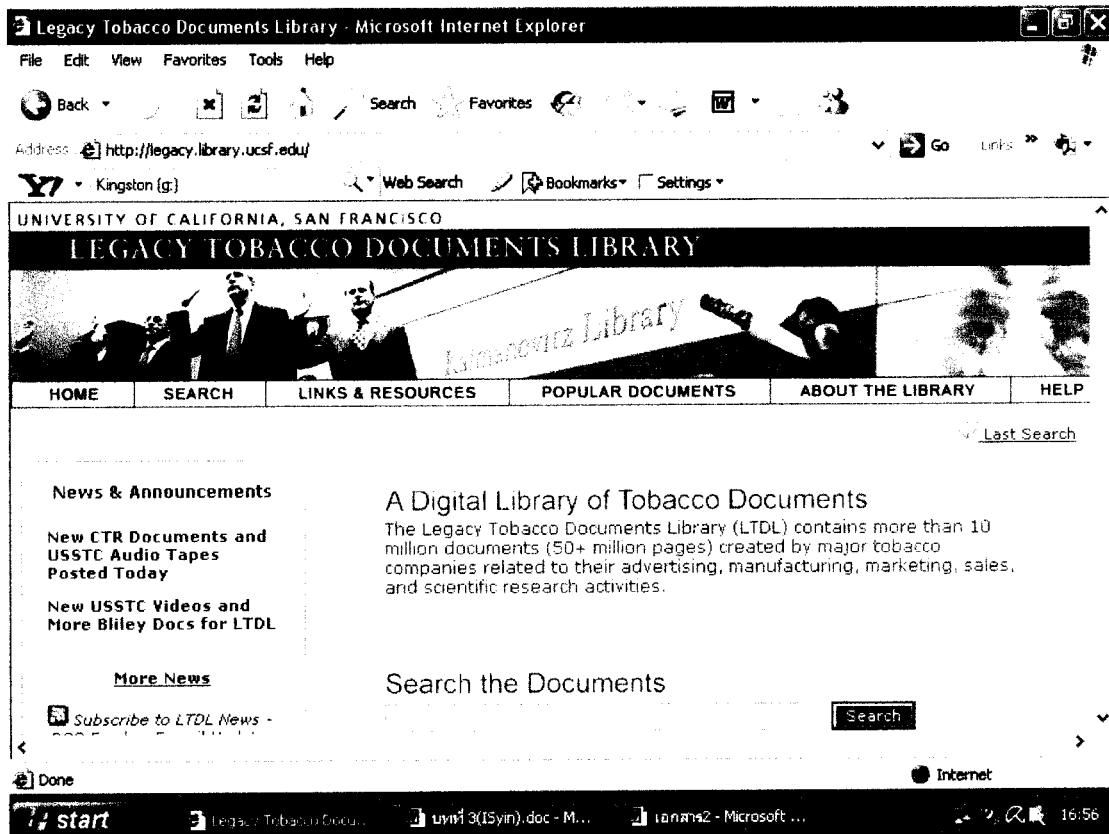 Legacy Tobacco Documents Library - Microsoft Internet Explorer
File Edit View Favorites Tools Help
Back Search Favorites
Address http://legacy.library.ucsf.edu/ Go Links »
Y7 Kingston (g:) Web Search Bookmarks Settings
UNIVERSITY OF CALIFORNIA, SAN FRANCISCO
LEGACY TOBACCO DOCUMENTS LIBRARY
Kalmanovitz Library
HOME SEARCH LINKS & RESOURCES POPULAR DOCUMENTS ABOUT THE LIBRARY HELP
Last Search
News & Announcements
New CTR Documents and
USSTC Audio Tapes
Posted Today
New USSTC Videos and
More Bliley Docs for LTDL
More News
Subscribe to LTDL News -
A Digital Library of Tobacco Documents
The Legacy Tobacco Documents Library (LTDL) contains more than 10
million documents (50+ million pages) created by major tobacco
companies related to their advertising, manufacturing, marketing, sales,
and scientific research activities.
Search the Documents
Search
Done Internet
start Legacy Tobacco Docu... บทที่ 3(ISyin).doc - M... เอกสาร2 - Microsoft ... 16:56